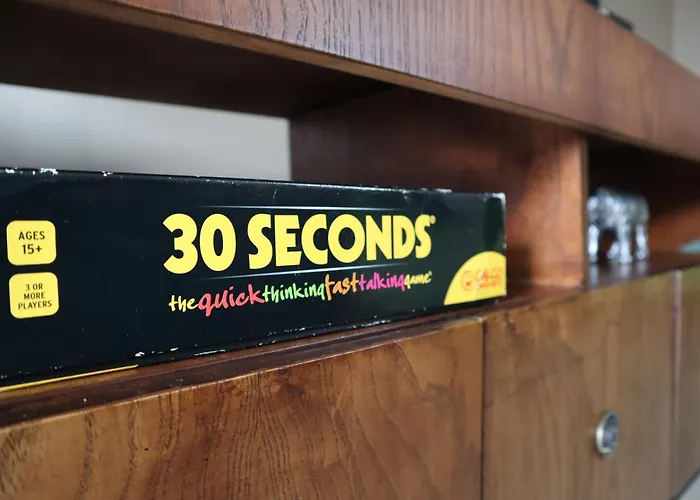 AGES
15+
3 OR
MORE
PLAYERS
30 SECONDS®
thequickthinkingfasttalkinggame